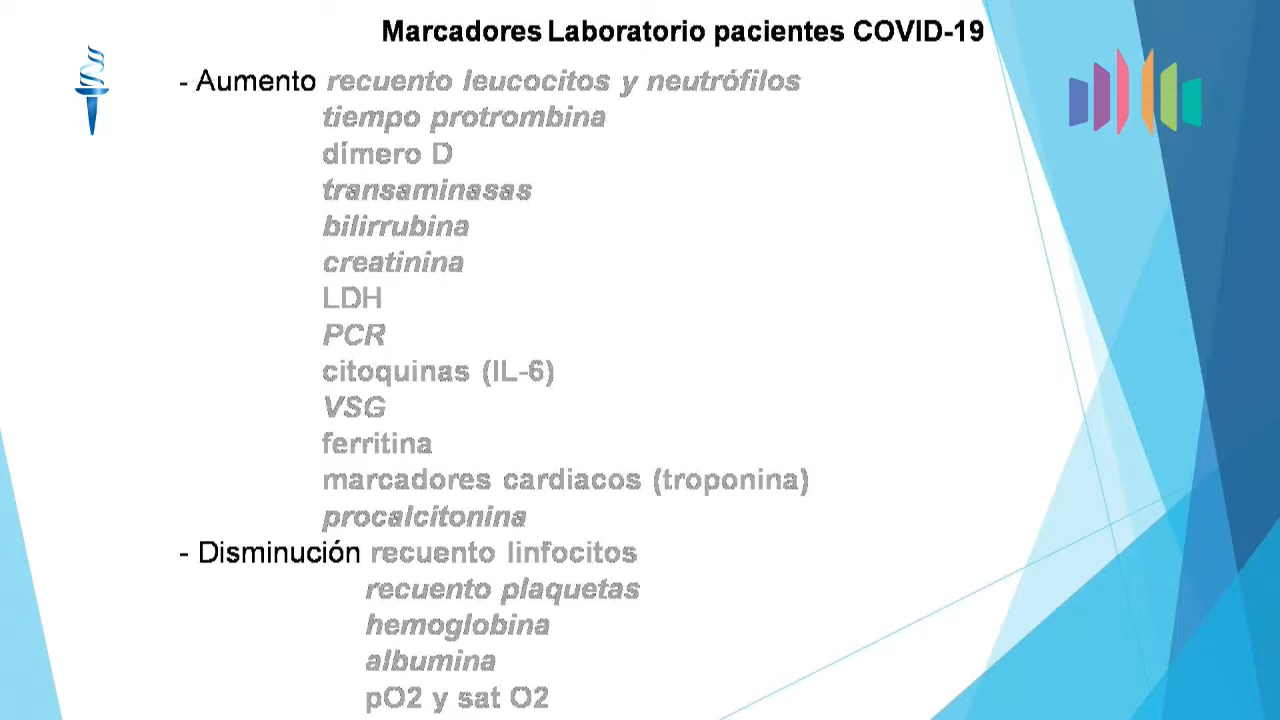 Marcadores Laboratorio pacientes COVID-19
- Aumento recuento leucocitos y neutrófilos
tiempo protrombina
dímero D
transaminasas
bilirrubina
creatinina
LDH
PCR
citoquinas (IL-6)
VSG
ferritina
marcadores cardiacos (troponina)
procalcitonina
- Disminución recuento linfocitos
recuento plaquetas
hemoglobina
albumina
pO2 y sat O2